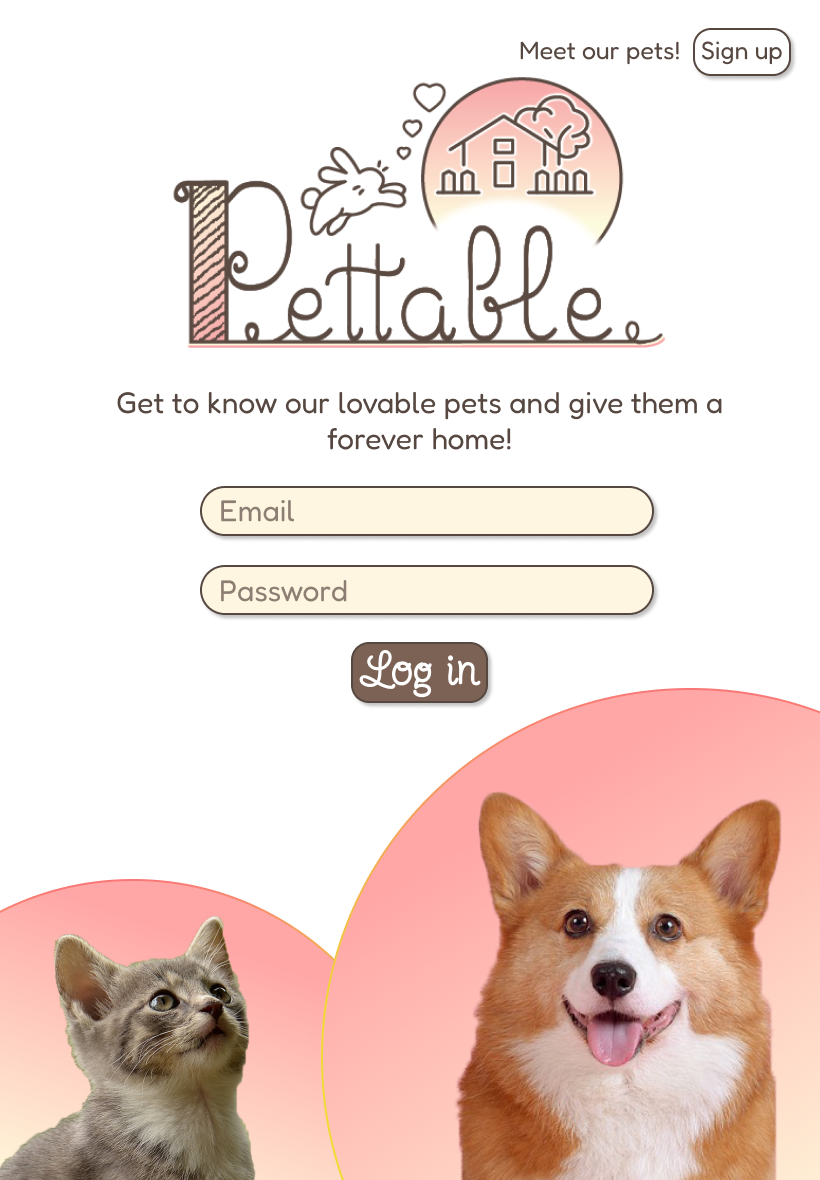 Meet our pets! Sign up
Pettable
Get to know our lovable pets and give them a
forever home!
Email
Password
Log in